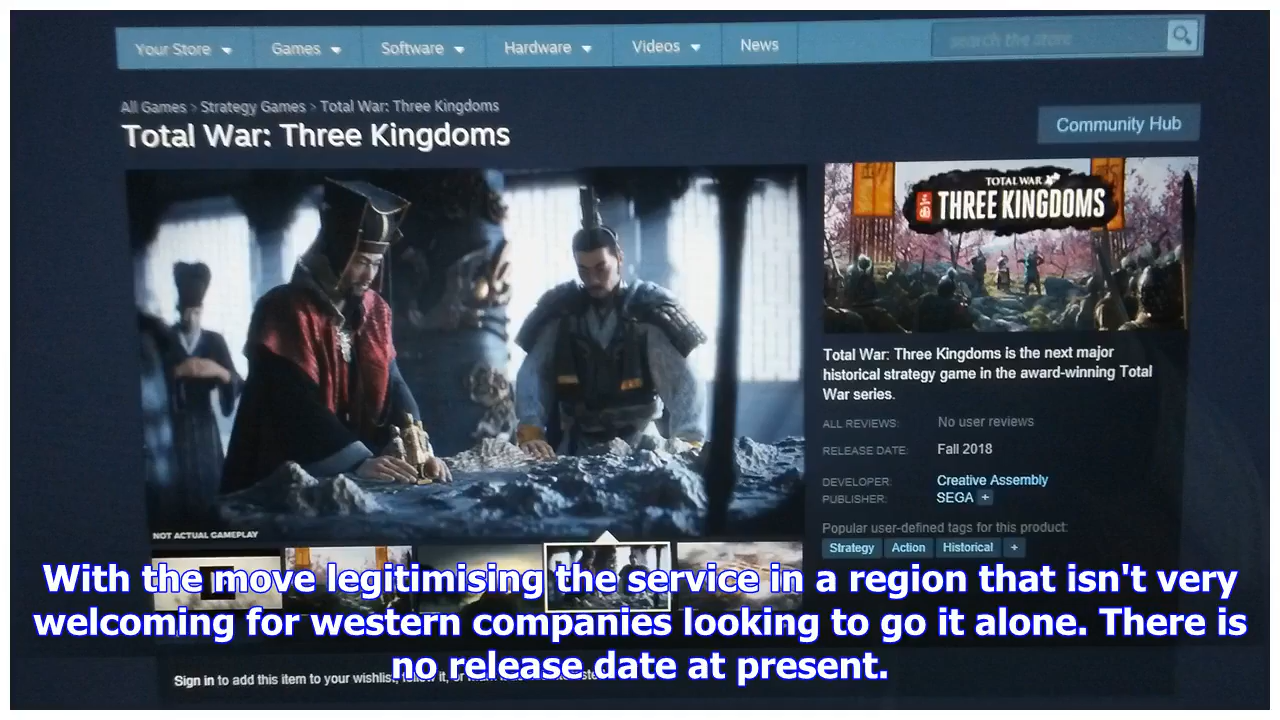 Your Store
Games
Software
Hardware
Videos
News
search the store
All Games > Strategy Games > Total War: Three Kingdoms
Total War: Three Kingdoms
Community Hub
TOTAL WAR
三国 THREE KINGDOMS
Total War: Three Kingdoms is the next major
historical strategy game in the award-winning Total
War series.
ALL REVIEWS: No user reviews
RELEASE DATE: Fall 2018
DEVELOPER: Creative Assembly
PUBLISHER: SEGA +
Popular user-defined tags for this product:
Strategy Action Historical +
NOT ACTUAL GAMEPLAY
With the move legitimising the service in a region that isn't very
welcoming for western companies looking to go it alone. There is
no release date at present.
Sign in to add this item to your wishlist,